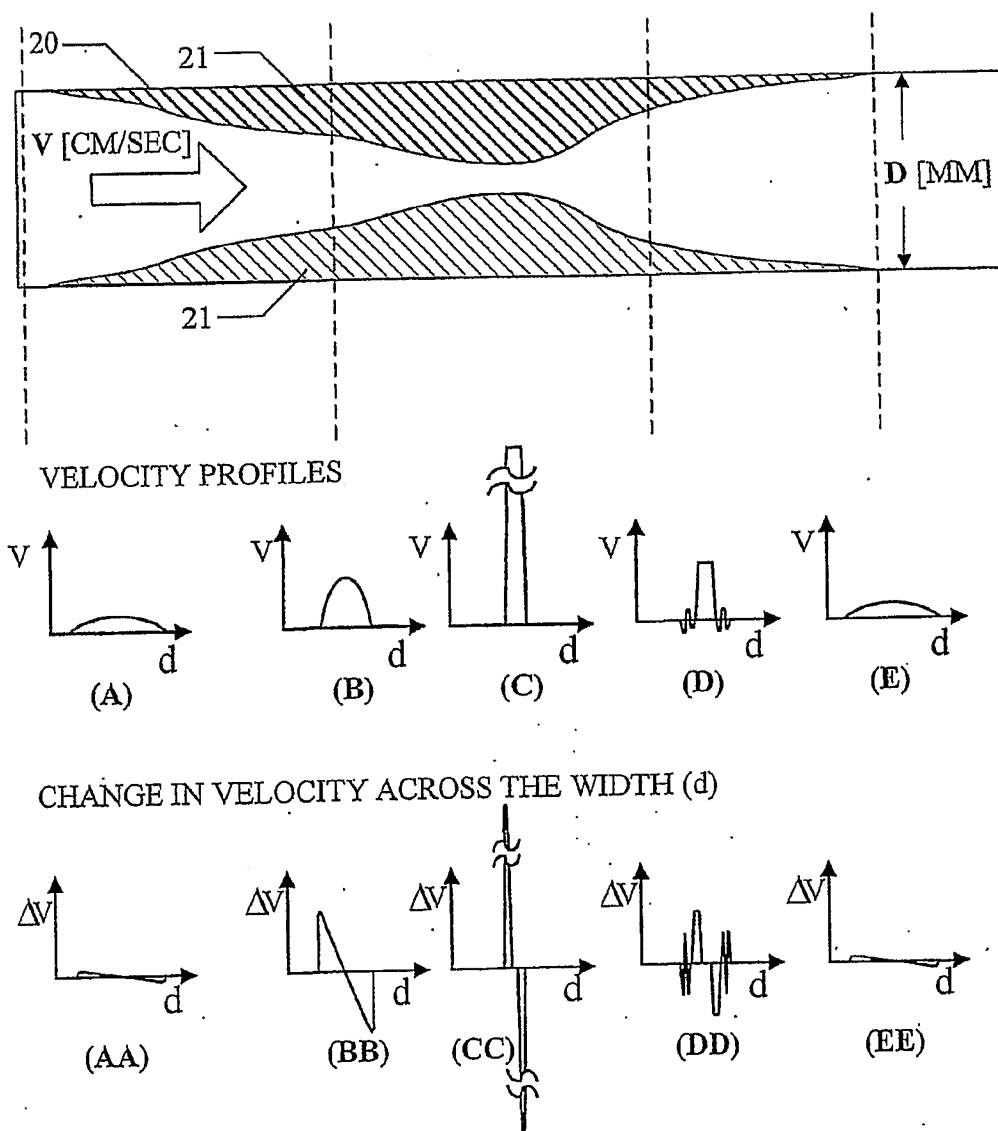 20
21
V [CM/SEC]
D [MM]
21
VELOCITY PROFILES
V
V
V
V
V
d
d
d
d
d
(A)
(B)
(C)
(D)
(E)
CHANGE IN VELOCITY ACROSS THE WIDTH (d)
ΔV
ΔV
ΔV
ΔV
ΔV
d
d
d
d
d
(AA)
(BB)
(CC)
(DD)
(EE)